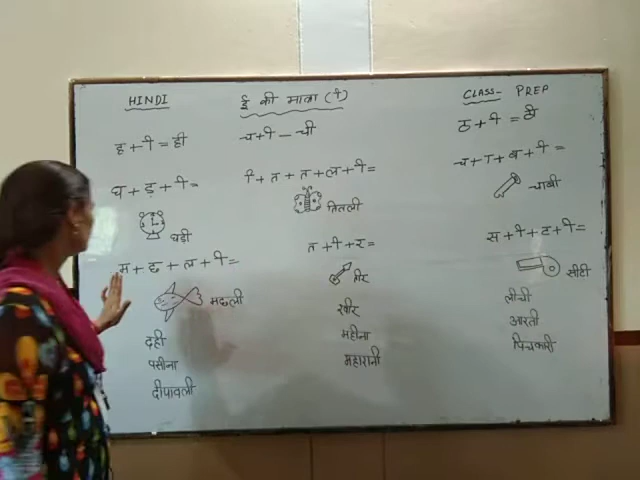 HINDI
ई की मात्रा (ी)
CLASS- PREP
ह + ी = ही
घ + ड़ + ी =
घड़ी
म + छ + ल + ी =
मछली
दही
पसीना
दीपावली
च + ी – ची
ि + त + त + ल + ी =
तितली
त + ी + र =
तीर
खीर
महीना
महारानी
ठ + ी = ठी
च + ा + ब + ी =
चाबी
स + ी + ट + ी =
सीटी
लीची
आरती
पिचकारी